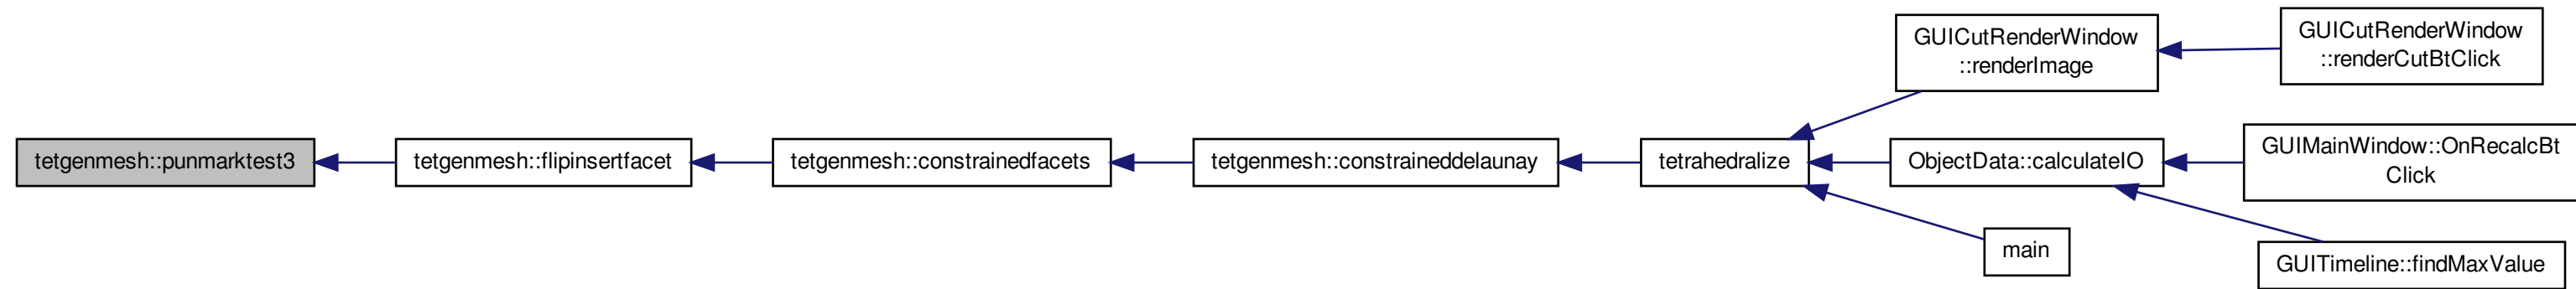 tetgenmesh::punmarktest3
tetgenmesh::flipinsertfacet
tetgenmesh::constrainedfacets
tetgenmesh::constraineddelaunay
tetrahedralize
GUICutRenderWindow
::renderImage
GUICutRenderWindow
::renderCutBtClick
ObjectData::calculateIO
GUIMainWindow::OnRecalcBt
Click
main
GUITimeline::findMaxValue